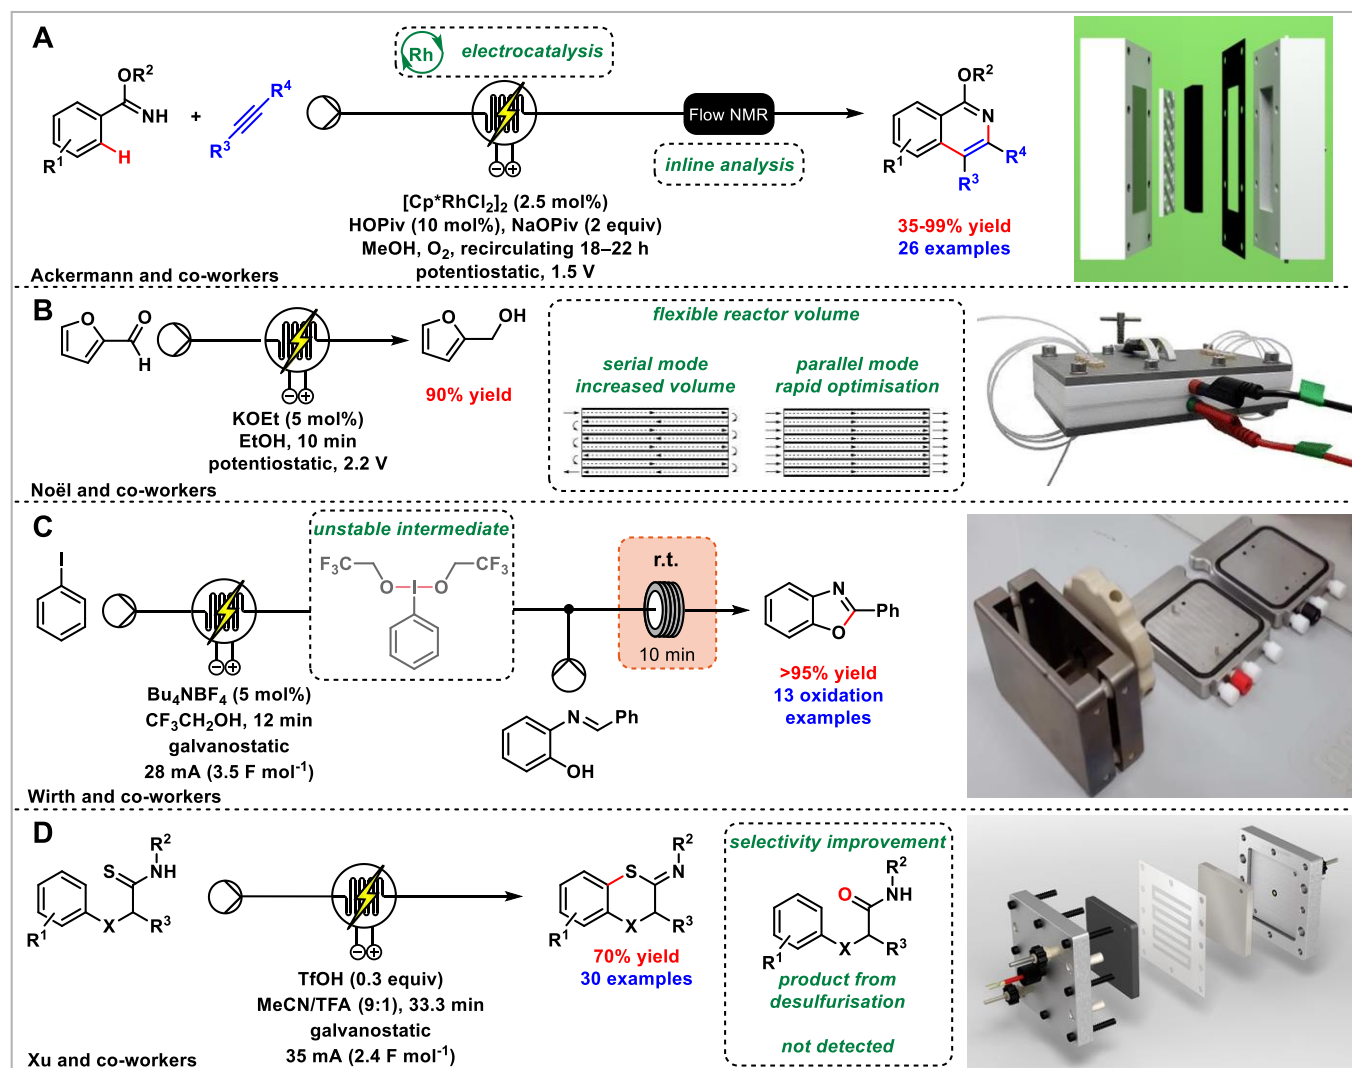 A
Rh
electrocatalysis
OR2
NH
H
R1
+
R4
R3
Flow NMR
inline analysis
OR2
N
R1
R4
R3
[Cp*RhCl2]2 (2.5 mol%)
HOPiv (10 mol%), NaOPiv (2 equiv)
MeOH, O2, recirculating 18–22 h
potentiostatic, 1.5 V
35-99% yield
26 examples
Ackermann and co-workers
B
O
O
H
KOEt (5 mol%)
EtOH, 10 min
potentiostatic, 2.2 V
O
OH
90% yield
flexible reactor volume
serial mode
increased volume
parallel mode
rapid optimisation
Noël and co-workers
C
I
Bu4NBF4 (5 mol%)
CF3CH2OH, 12 min
galvanostatic
28 mA (3.5 F mol-1)
unstable intermediate
F3C
CF3
O
I
O
N
Ph
OH
r.t.
10 min
N
Ph
O
>95% yield
13 oxidation
examples
Wirth and co-workers
D
R2
S
NH
X
R3
R1
TfOH (0.3 equiv)
MeCN/TFA (9:1), 33.3 min
galvanostatic
35 mA (2.4 F mol-1)
R2
S
N
X
R3
R1
70% yield
30 examples
selectivity improvement
R2
O
NH
X
R3
R1
product from
desulfurisation
not detected
Xu and co-workers